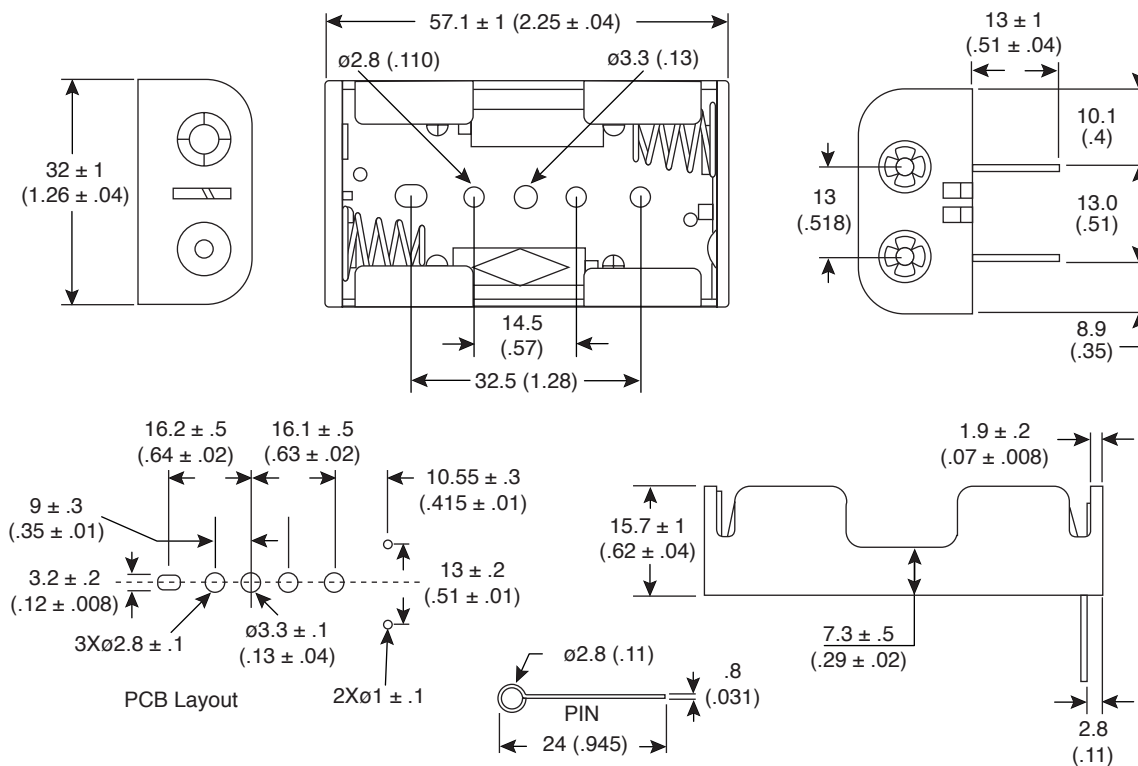 57.1 ± 1 (2.25 ± .04)
ø2.8 (.110)
ø3.3 (.13)
32 ± 1
(1.26 ± .04)
14.5
(.57)
32.5 (1.28)
13 ± 1
(.51 ± .04)
10.1
(.4)
13
(.518)
13.0
(.51)
8.9
(.35)
16.2 ± .5
(.64 ± .02)
16.1 ± .5
(.63 ± .02)
10.55 ± .3
(.415 ± .01)
9 ± .3
(.35 ± .01)
3.2 ± .2
(.12 ± .008)
13 ± .2
(.51 ± .01)
3Xø2.8 ± .1
ø3.3 ± .1
(.13 ± .04)
2Xø1 ± .1
PCB Layout
ø2.8 (.11)
.8
(.031)
PIN
24 (.945)
1.9 ± .2
(.07 ± .008)
15.7 ± 1
(.62 ± .04)
7.3 ± .5
(.29 ± .02)
2.8
(.11)